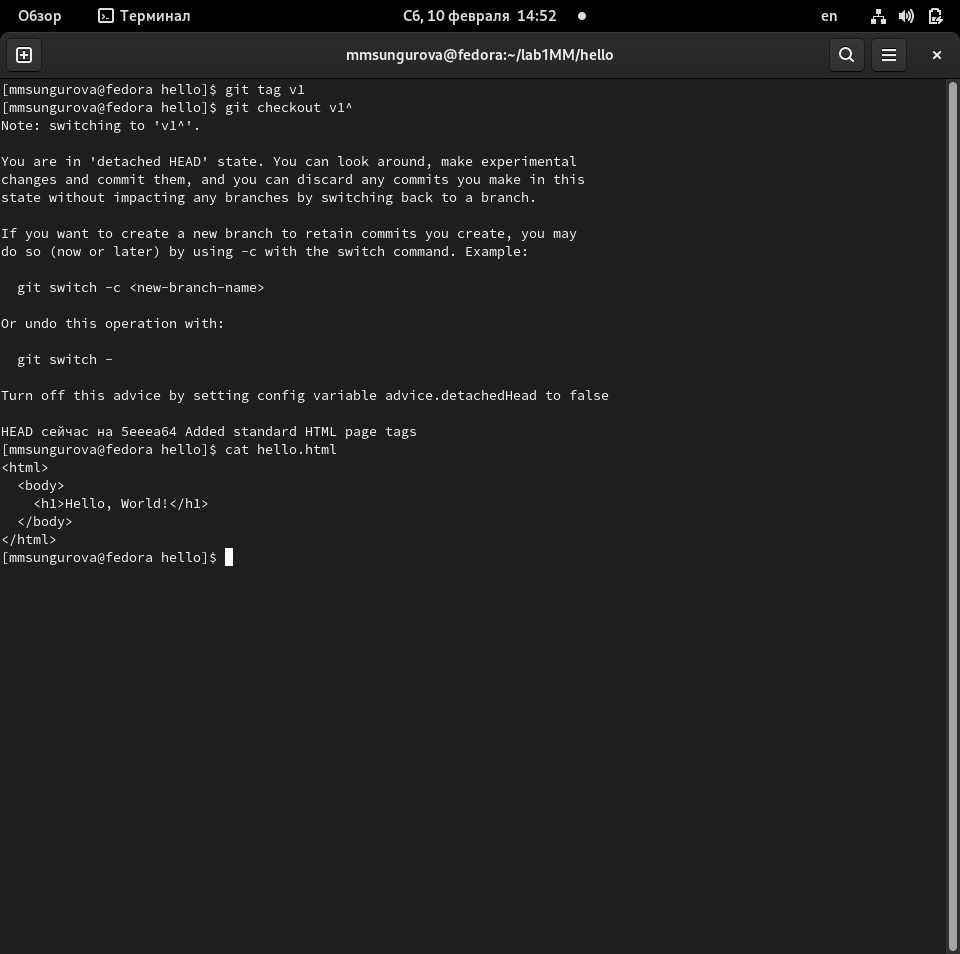 Обзор Терминал Сб, 10 февраля 14:52 en
mmsungurova@fedora:~/lab1MM/hello
[mmsungurova@fedora hello]$ git tag v1
[mmsungurova@fedora hello]$ git checkout v1^
Note: switching to 'v1^'.

You are in 'detached HEAD' state. You can look around, make experimental
changes and commit them, and you can discard any commits you make in this
state without impacting any branches by switching back to a branch.

If you want to create a new branch to retain commits you create, you may
do so (now or later) by using -c with the switch command. Example:

  git switch -c <new-branch-name>

Or undo this operation with:

  git switch -

Turn off this advice by setting config variable advice.detachedHead to false

HEAD сейчас на 5eeea64 Added standard HTML page tags
[mmsungurova@fedora hello]$ cat hello.html
<html>
  <body>
    <h1>Hello, World!</h1>
  </body>
</html>
[mmsungurova@fedora hello]$